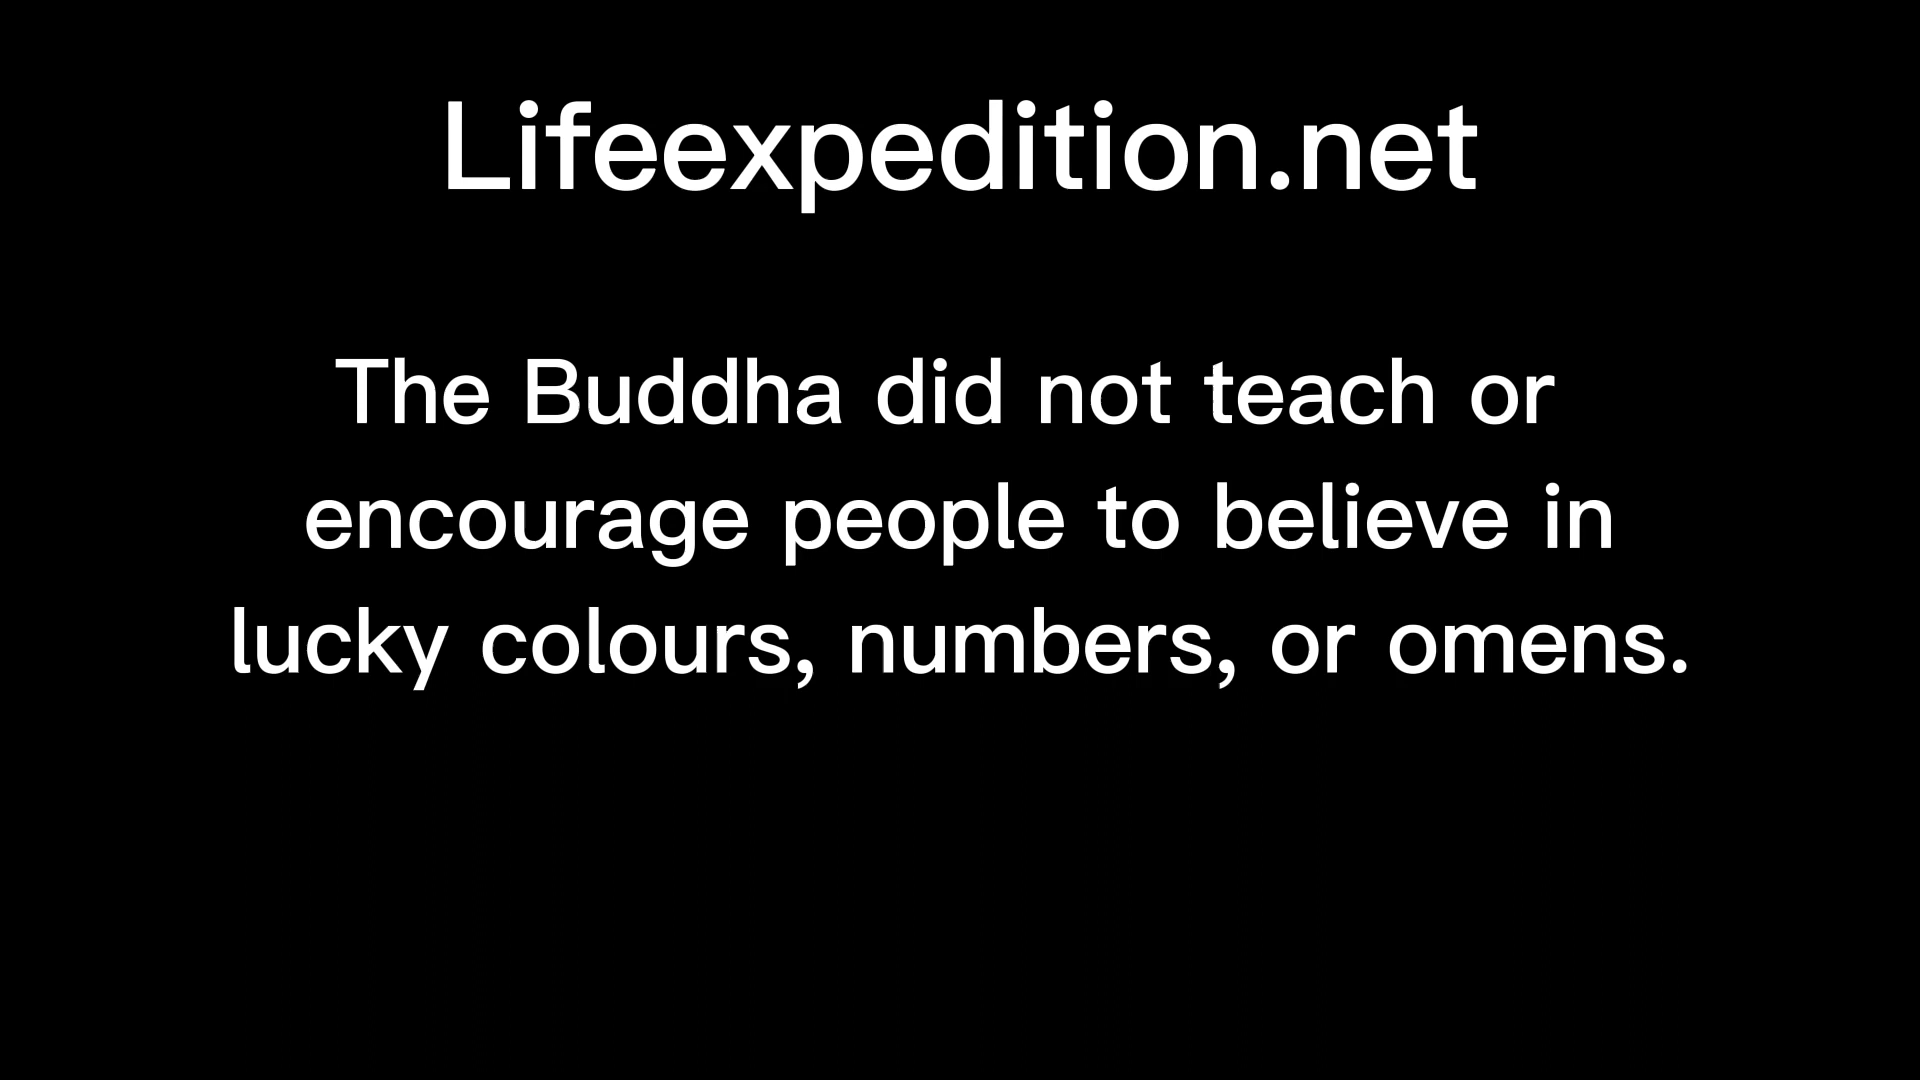 Lifeexpedition.net
The Buddha did not teach or
encourage people to believe in
lucky colours, numbers, or omens.